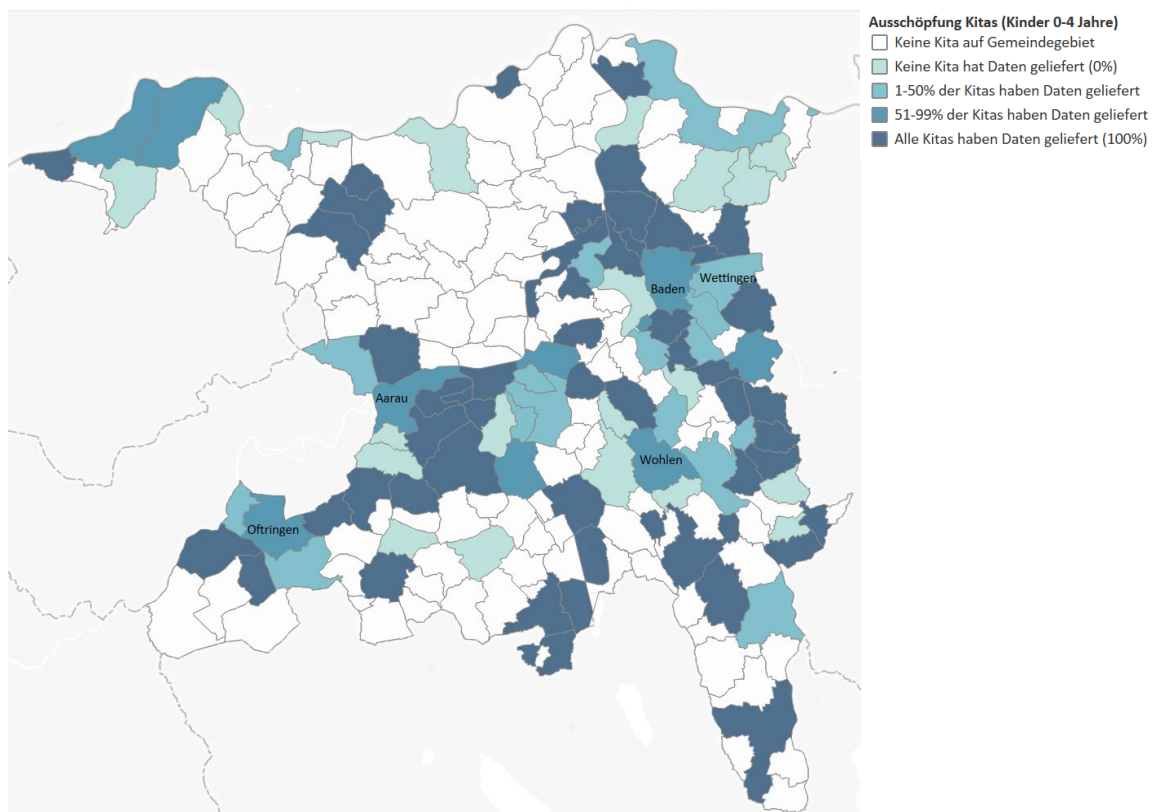 Ausschöpfung Kitas (Kinder 0-4 Jahre)
Keine Kita auf Gemeindegebiet
Keine Kita hat Daten geliefert (0%)
1-50% der Kitas haben Daten geliefert
51-99% der Kitas haben Daten geliefert
Alle Kitas haben Daten geliefert (100%)
Wettingen
Baden
Aarau
Wohlen
Oftringen